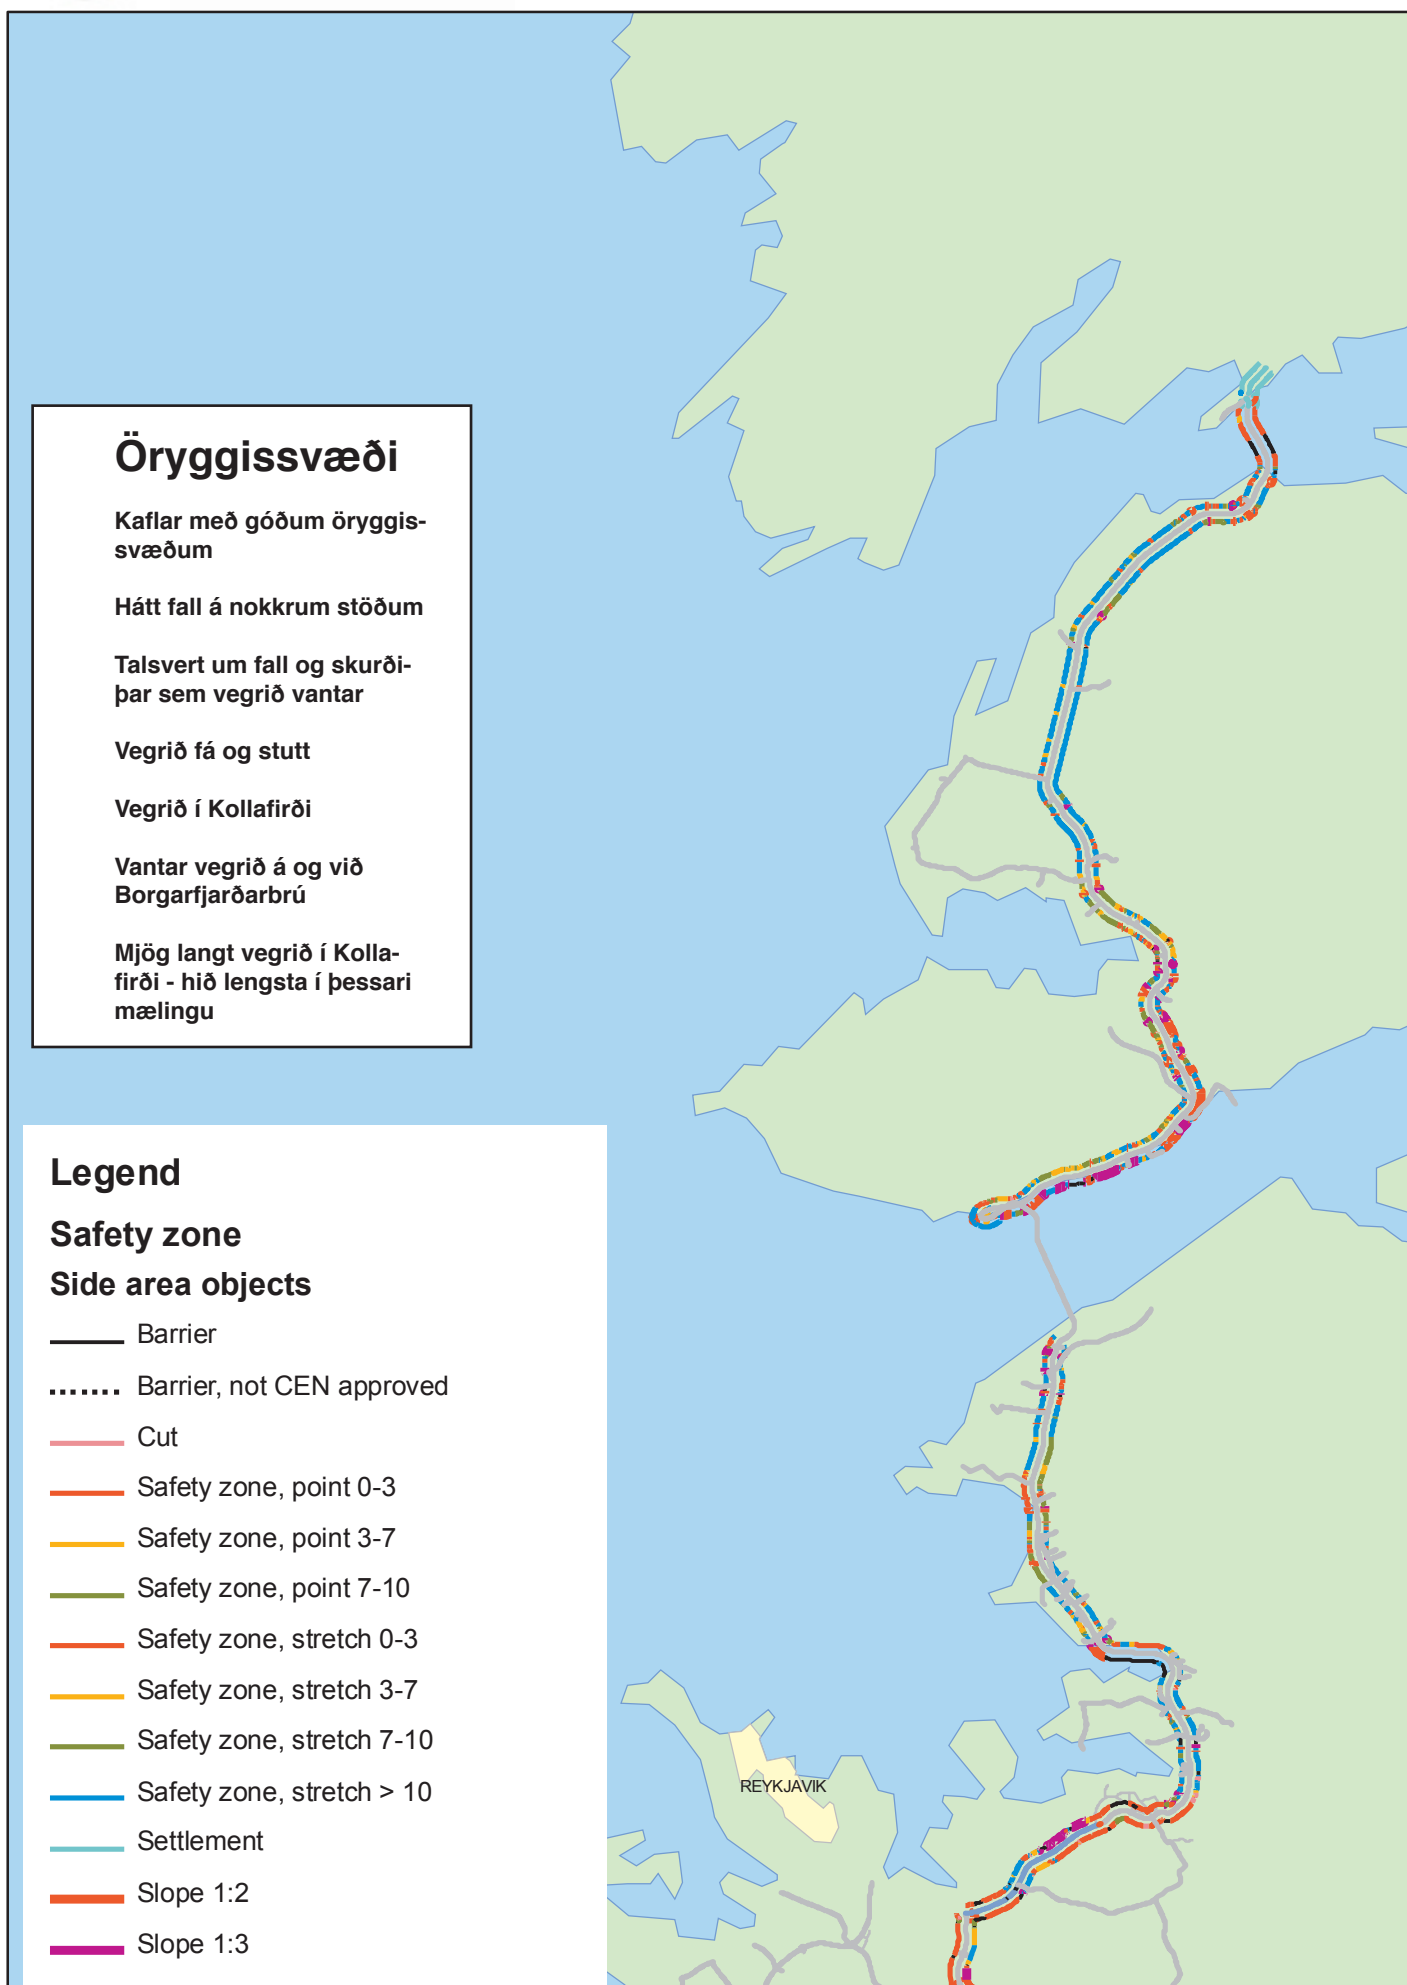 Öryggissvæði
Kaflar með góðum öryggis-
svæðum
Hátt fall á nokkrum stöðum
Talsvert um fall og skurði-
þar sem vegrið vantar
Vegrið fá og stutt
Vegrið í Kollafirði
Vantar vegrið á og við
Borgarfjarðarbrú
Mjög langt vegrið í Kolla-
firði - hið lengsta í þessari
mælingu
Legend
Safety zone
Side area objects
Barrier
Barrier, not CEN approved
Cut
Safety zone, point 0-3
Safety zone, point 3-7
Safety zone, point 7-10
Safety zone, stretch 0-3
Safety zone, stretch 3-7
Safety zone, stretch 7-10
Safety zone, stretch > 10
Settlement
Slope 1:2
Slope 1:3
REYKJAVIK